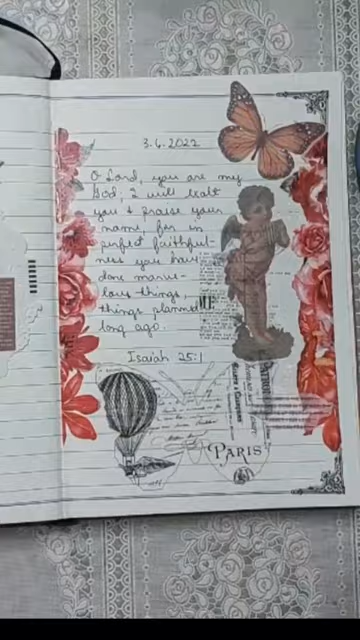 3.6.2022
O Lord, you are my
God, I will exalt
you & praise your
name, for in
perfect faithful-
ness you have
done marve-
lous things,
things planned
long ago.
Isaiah 25:1
PARIS